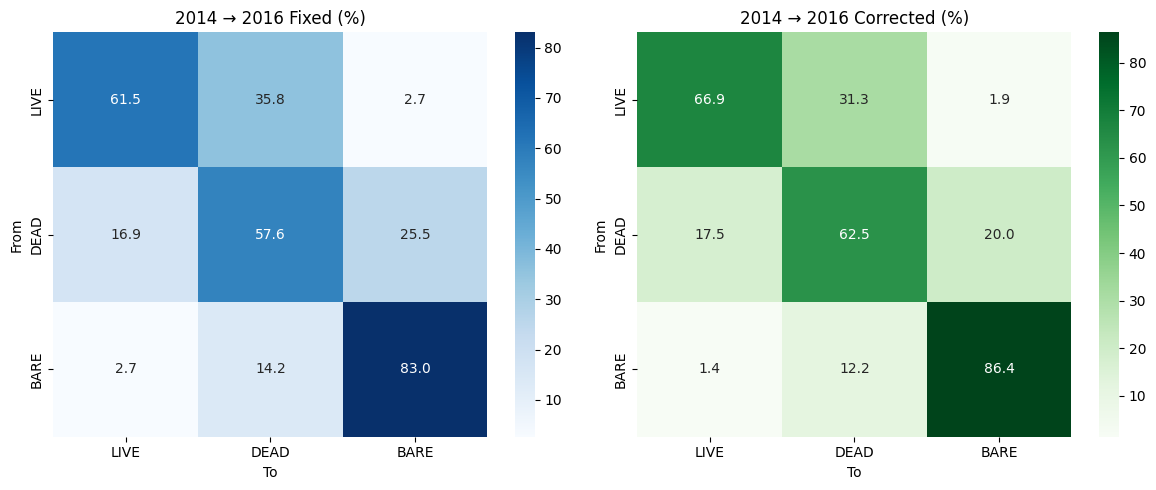 2014 → 2016 Fixed (%)
LIVE 61.5 35.8 2.7
DEAD 16.9 57.6 25.5
BARE 2.7 14.2 83.0
LIVE DEAD BARE
From
To
80
70
60
50
40
30
20
10
2014 → 2016 Corrected (%)
LIVE 66.9 31.3 1.9
DEAD 17.5 62.5 20.0
BARE 1.4 12.2 86.4
LIVE DEAD BARE
From
To
80
70
60
50
40
30
20
10